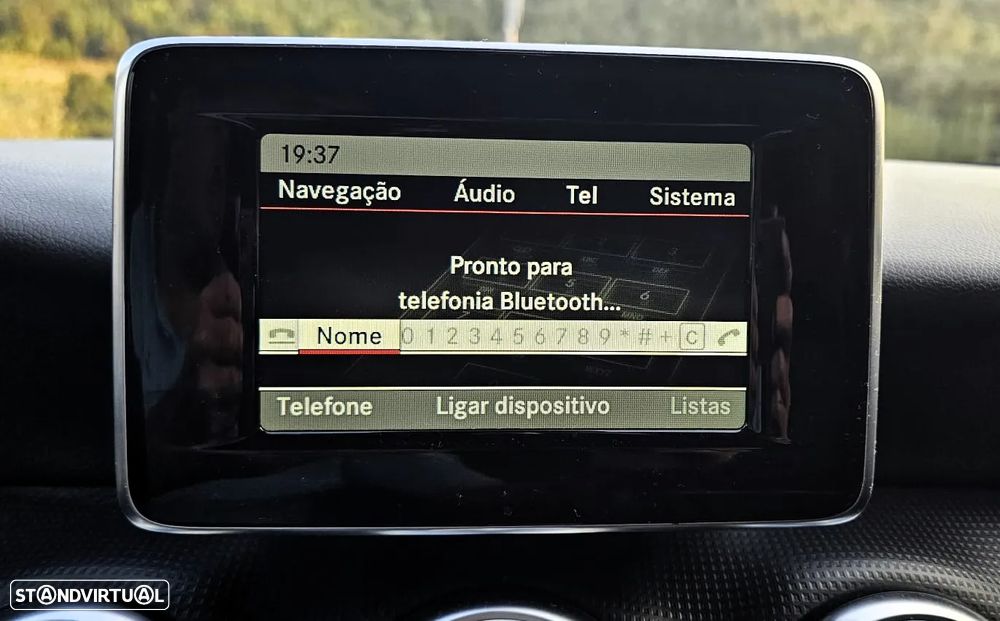 19:37
Navegação Áudio Tel Sistema
Pronto para
telefonia Bluetooth...
Nome 0 1 2 3 4 5 6 7 8 9 * # + C
Telefone Ligar dispositivo Listas
STANDVIRTUAL